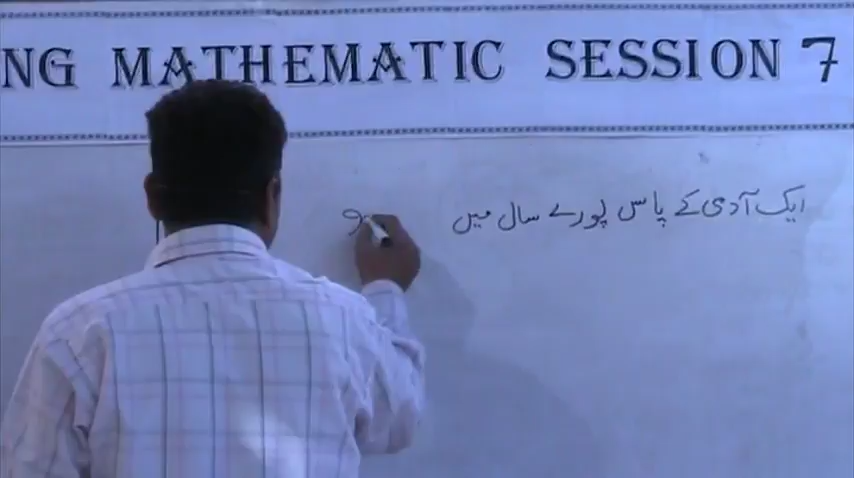 NG MATHEMATIC SESSION 7
ایک آدمی کے پاس پورے سال میں